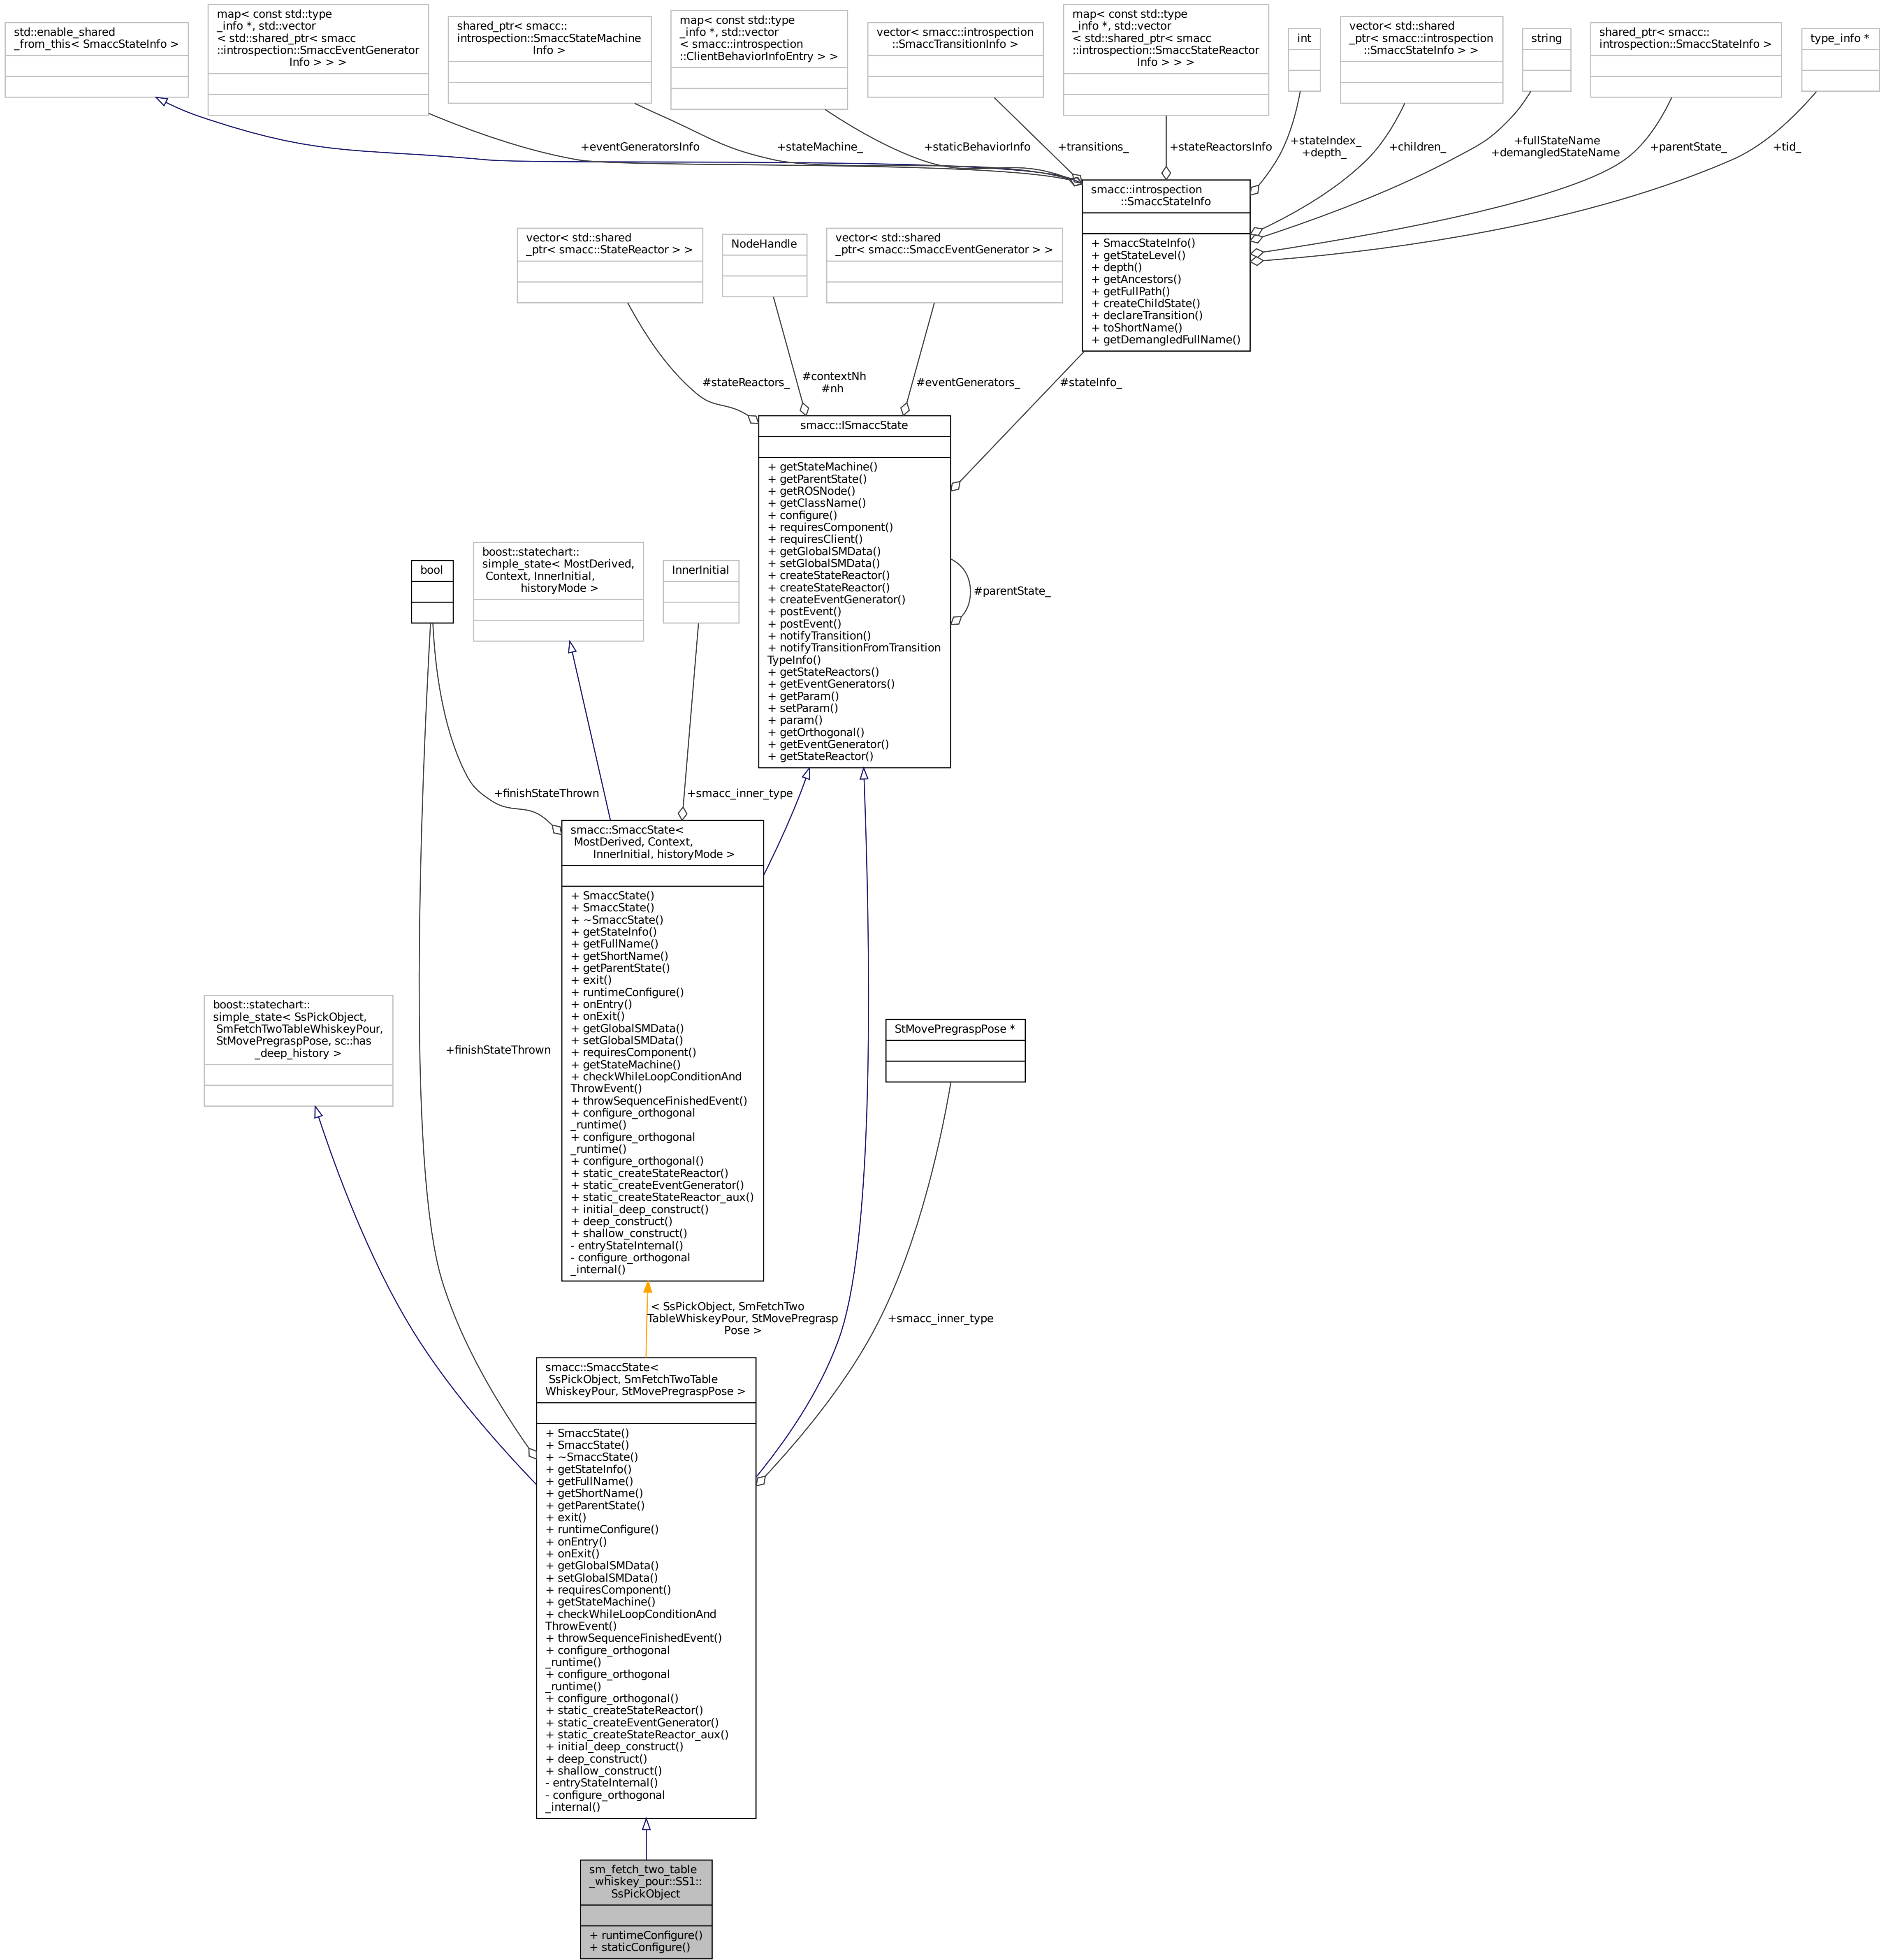 std::enable_shared
_from_this< SmaccStateInfo >
map< const std::type
_info *, std::vector
< std::shared_ptr< smacc
::introspection::SmaccEventGenerator
Info > > >
shared_ptr< smacc::
introspection::SmaccStateMachine
Info >
map< const std::type
_info *, std::vector
< smacc::introspection
::ClientBehaviorInfoEntry > >
vector< smacc::introspection
::SmaccTransitionInfo >
map< const std::type
_info *, std::vector
< std::shared_ptr< smacc
::introspection::SmaccStateReactor
Info > > >
int
vector< std::shared
_ptr< smacc::introspection
::SmaccStateInfo > >
string
shared_ptr< smacc::
introspection::SmaccStateInfo >
type_info *
+eventGeneratorsInfo
+stateMachine_
+staticBehaviorInfo
+transitions_
+stateReactorsInfo
+stateIndex_
+depth_
+children_
+fullStateName
+demangledStateName
+parentState_
+tid_
smacc::introspection
::SmaccStateInfo
+ SmaccStateInfo()
+ getStateLevel()
+ depth()
+ getAncestors()
+ getFullPath()
+ createChildState()
+ declareTransition()
+ toShortName()
+ getDemangledFullName()
vector< std::shared
_ptr< smacc::StateReactor > >
NodeHandle
vector< std::shared
_ptr< smacc::SmaccEventGenerator > >
#stateReactors_
#contextNh
#nh
#eventGenerators_
#stateInfo_
smacc::ISmaccState
+ getStateMachine()
+ getParentState()
+ getROSNode()
+ getClassName()
+ configure()
+ requiresComponent()
+ requiresClient()
+ getGlobalSMData()
+ setGlobalSMData()
+ createStateReactor()
+ createStateReactor()
+ createEventGenerator()
+ postEvent()
+ postEvent()
+ notifyTransition()
+ notifyTransitionFromTransition
TypeInfo()
+ getStateReactors()
+ getEventGenerators()
+ getParam()
+ setParam()
+ param()
+ getOrthogonal()
+ getEventGenerator()
+ getStateReactor()
#parentState_
bool
boost::statechart::
simple_state< MostDerived,
Context, InnerInitial,
historyMode >
InnerInitial
+finishStateThrown
+smacc_inner_type
smacc::SmaccState<
MostDerived, Context,
InnerInitial, historyMode >
+ SmaccState()
+ SmaccState()
+ ~SmaccState()
+ getStateInfo()
+ getFullName()
+ getShortName()
+ getParentState()
+ exit()
+ runtimeConfigure()
+ onEntry()
+ onExit()
+ getGlobalSMData()
+ setGlobalSMData()
+ requiresComponent()
+ getStateMachine()
+ checkWhileLoopConditionAnd
ThrowEvent()
+ throwSequenceFinishedEvent()
+ configure_orthogonal
_runtime()
+ configure_orthogonal
_runtime()
+ configure_orthogonal()
+ static_createStateReactor()
+ static_createEventGenerator()
+ static_createStateReactor_aux()
+ initial_deep_construct()
+ deep_construct()
+ shallow_construct()
- entryStateInternal()
- configure_orthogonal
_internal()
boost::statechart::
simple_state< SsPickObject,
SmFetchTwoTableWhiskeyPour,
StMovePregraspPose, sc::has
_deep_history >
+finishStateThrown
StMovePregraspPose *
< SsPickObject, SmFetchTwo
TableWhiskeyPour, StMovePregrasp
Pose >
+smacc_inner_type
smacc::SmaccState<
SsPickObject, SmFetchTwoTable
WhiskeyPour, StMovePregraspPose >
+ SmaccState()
+ SmaccState()
+ ~SmaccState()
+ getStateInfo()
+ getFullName()
+ getShortName()
+ getParentState()
+ exit()
+ runtimeConfigure()
+ onEntry()
+ onExit()
+ getGlobalSMData()
+ setGlobalSMData()
+ requiresComponent()
+ getStateMachine()
+ checkWhileLoopConditionAnd
ThrowEvent()
+ throwSequenceFinishedEvent()
+ configure_orthogonal
_runtime()
+ configure_orthogonal
_runtime()
+ configure_orthogonal()
+ static_createStateReactor()
+ static_createEventGenerator()
+ static_createStateReactor_aux()
+ initial_deep_construct()
+ deep_construct()
+ shallow_construct()
- entryStateInternal()
- configure_orthogonal
_internal()
sm_fetch_two_table
_whiskey_pour::SS1::
SsPickObject
+ runtimeConfigure()
+ staticConfigure()